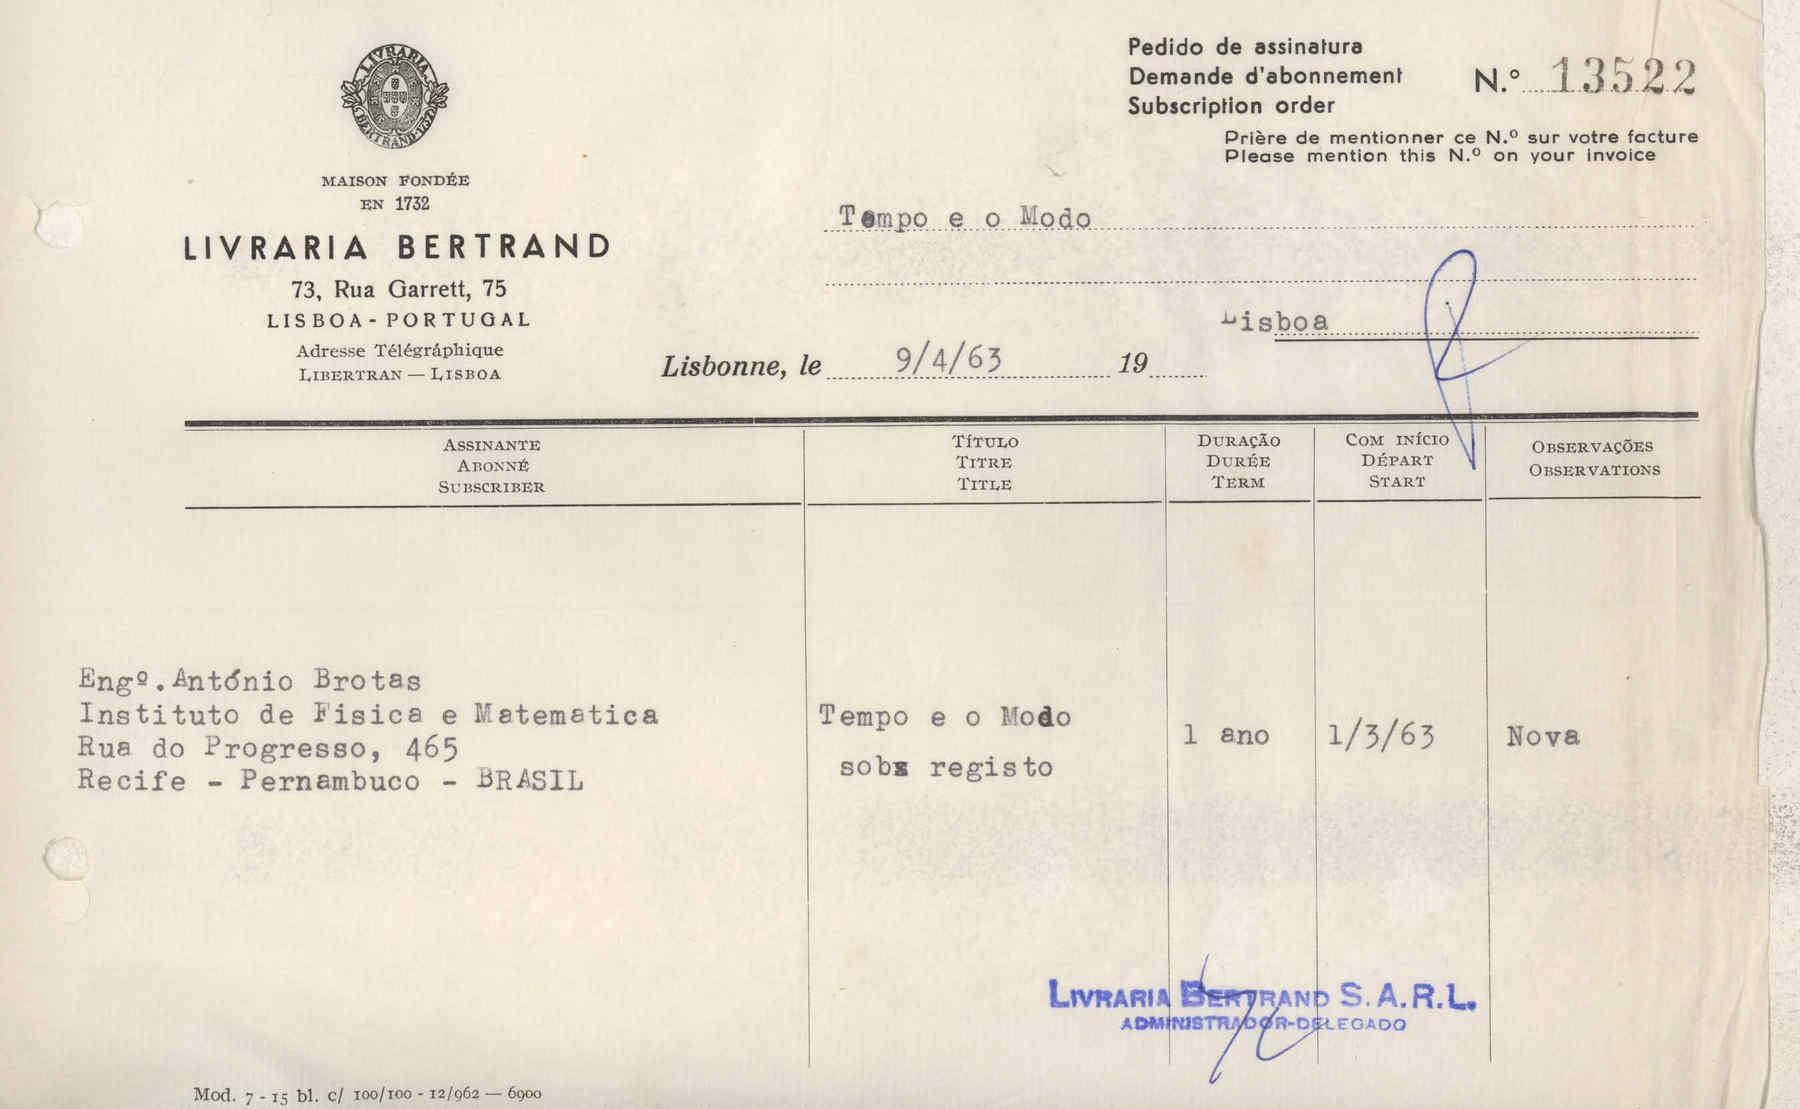 LIVRARIA
BERTRAND 1732
MAISON FONDÉE
EN 1732
LIVRARIA BERTRAND
73, Rua Garrett, 75
LISBOA - PORTUGAL
Adresse Télégráphique
LIBERTRAN — LISBOA
Pedido de assinatura
Demande d'abonnement
Subscription order
N.º 13522
Prière de mentionner ce N.º sur votre facture
Please mention this N.º on your invoice
Tempo e o Modo
Lisboa
Lisbonne, le 9/4/63 19
ASSINANTE
ABONNÉ
SUBSCRIBER
TÍTULO
TITRE
TITLE
DURAÇÃO
DURÉE
TERM
COM INÍCIO
DÉPART
START
OBSERVAÇÕES
OBSERVATIONS
Engº. António Brotas
Instituto de Fisica e Matematica
Rua do Progresso, 465
Recife - Pernambuco - BRASIL
Tempo e o Modo
sob registo
1 ano
1/3/63
Nova
LIVRARIA BERTRAND S.A.R.L.
ADMINISTRADOR-DELEGADO
Mod. 7 - 15 bl. c/ 100/100 - 12/962 — 6900